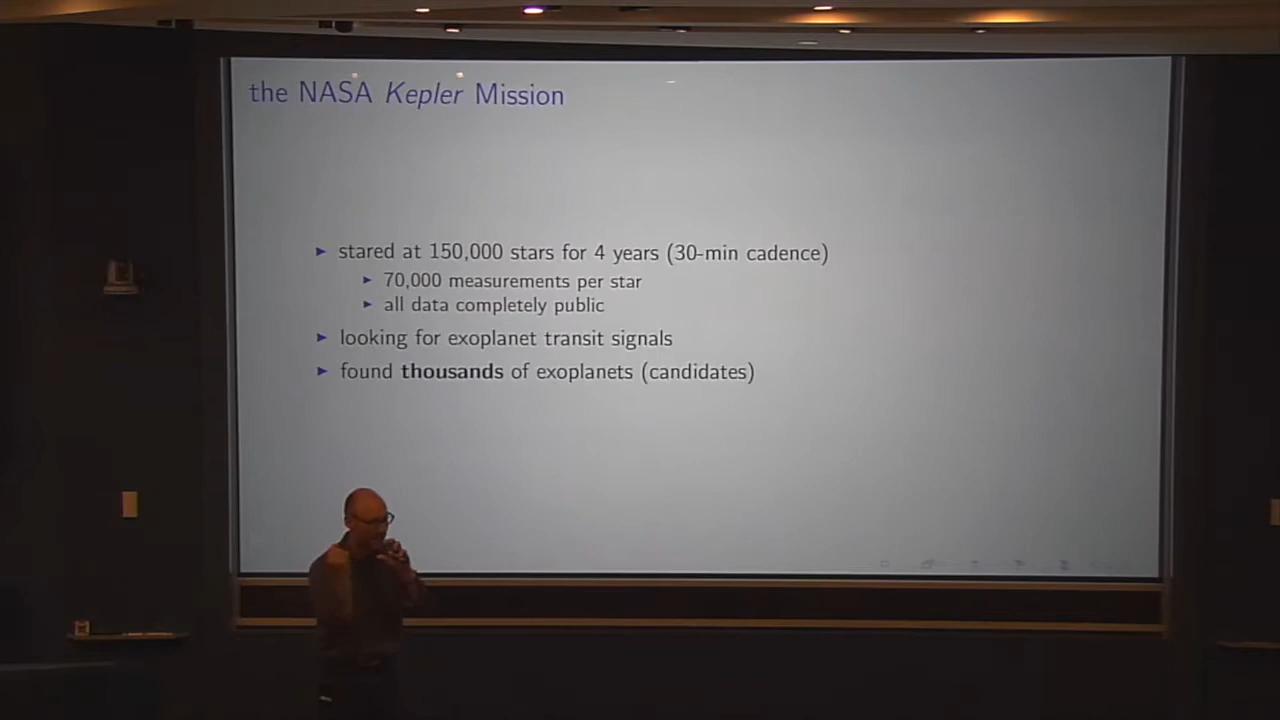 the NASA Kepler Mission
▶ stared at 150,000 stars for 4 years (30-min cadence)
▶ 70,000 measurements per star
▶ all data completely public
▶ looking for exoplanet transit signals
▶ found thousands of exoplanets (candidates)